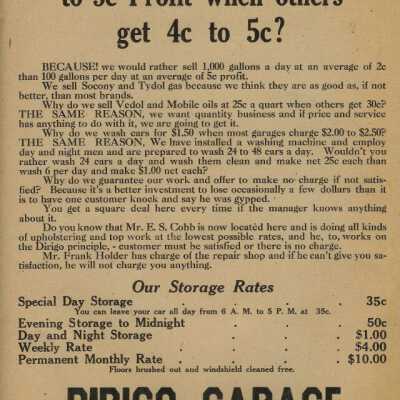 to 3c Profit when others
get 4c to 5c?
BECAUSE! we would rather sell 1,000 gallons a day at an average of 2c
than 100 gallons per day at an average of 5c profit.
We sell Socony and Tydol gas because we think they are as good as, if not
better, than most brands.
Why do we sell Vedol and Mobile oils at 25c a quart when others get 30c?
THE SAME REASON, we want quantity business and if price and service
has anything to do with it, we are going to get it.
Why do we wash cars for $1.50 when most garages charge $2.00 to $2.50?
THE SAME REASON, We have installed a washing machine and employ
day and night men and are prepared to wash 24 to 48 cars a day. Wouldn't you
rather wash 24 cars a day and wash them clean and make net 25c each than
wash 6 per day and make $1.00 net each?
Why do we guarantee our work and offer to make no charge if not satis-
fied? Because it's a better investment to lose occasionally a few dollars than it
is to have one customer knock and say he was gypped.
You get a square deal here every time if the manager knows anything
about it.
Do you know that Mr. E. S. Cobb is now located here and is doing all kinds
of upholstering and top work at the lowest possible rates, and he, to, works on
the Dirigo principle, - customer must be satisfied or there is no charge.
Mr. Frank Holder has charge of the repair shop and if he can't give you sa-
tisfaction, he will not charge you anything.
Our Storage Rates
Special Day Storage . . . . . 35c
You can leave your car all day from 6 A. M. to 5 P. M. at 35c.
Evening Storage to Midnight . . . . 50c
Day and Night Storage . . . . $1.00
Weekly Rate . . . . . $4.00
Permanent Monthly Rate . . . . $10.00
Floors brushed out and windshield cleaned free.
DIRIGO GARAGE